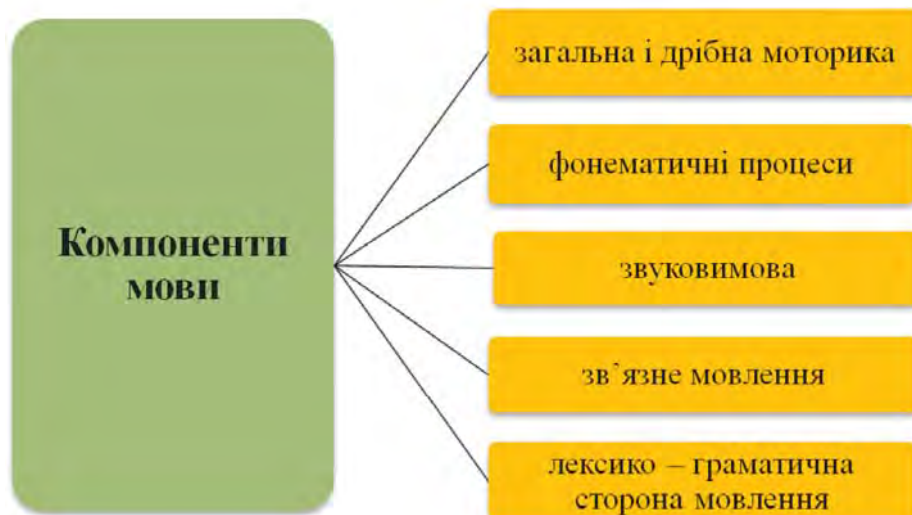 Компоненти
мови
загальна і дрібна моторика
фонематичні процеси
звуковимова
зв’язне мовлення
лексико – граматична
сторона мовлення